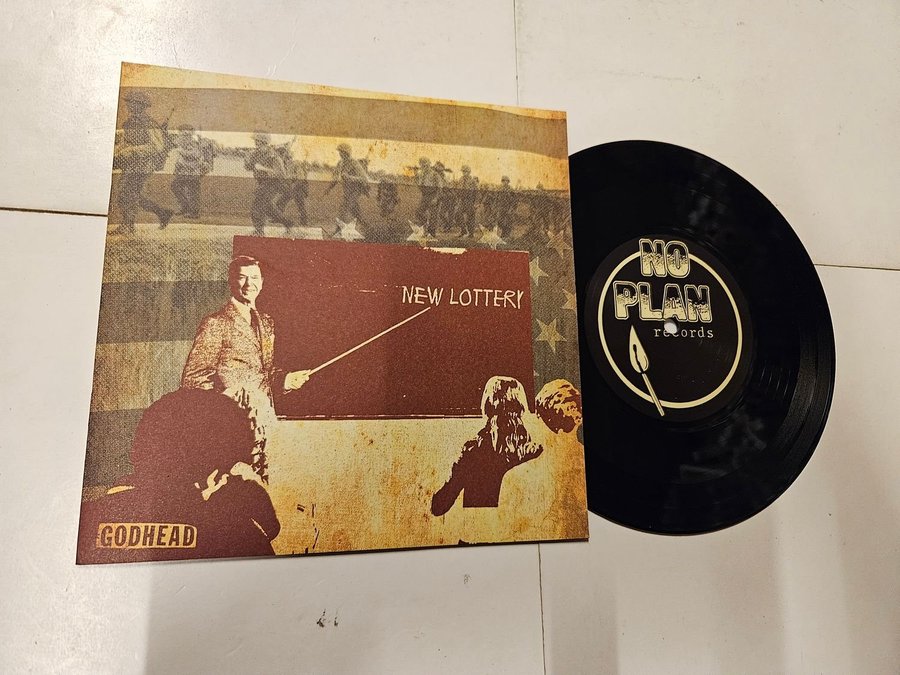 NEW LOTTERY
GODHEAD
NO
PLAN
records